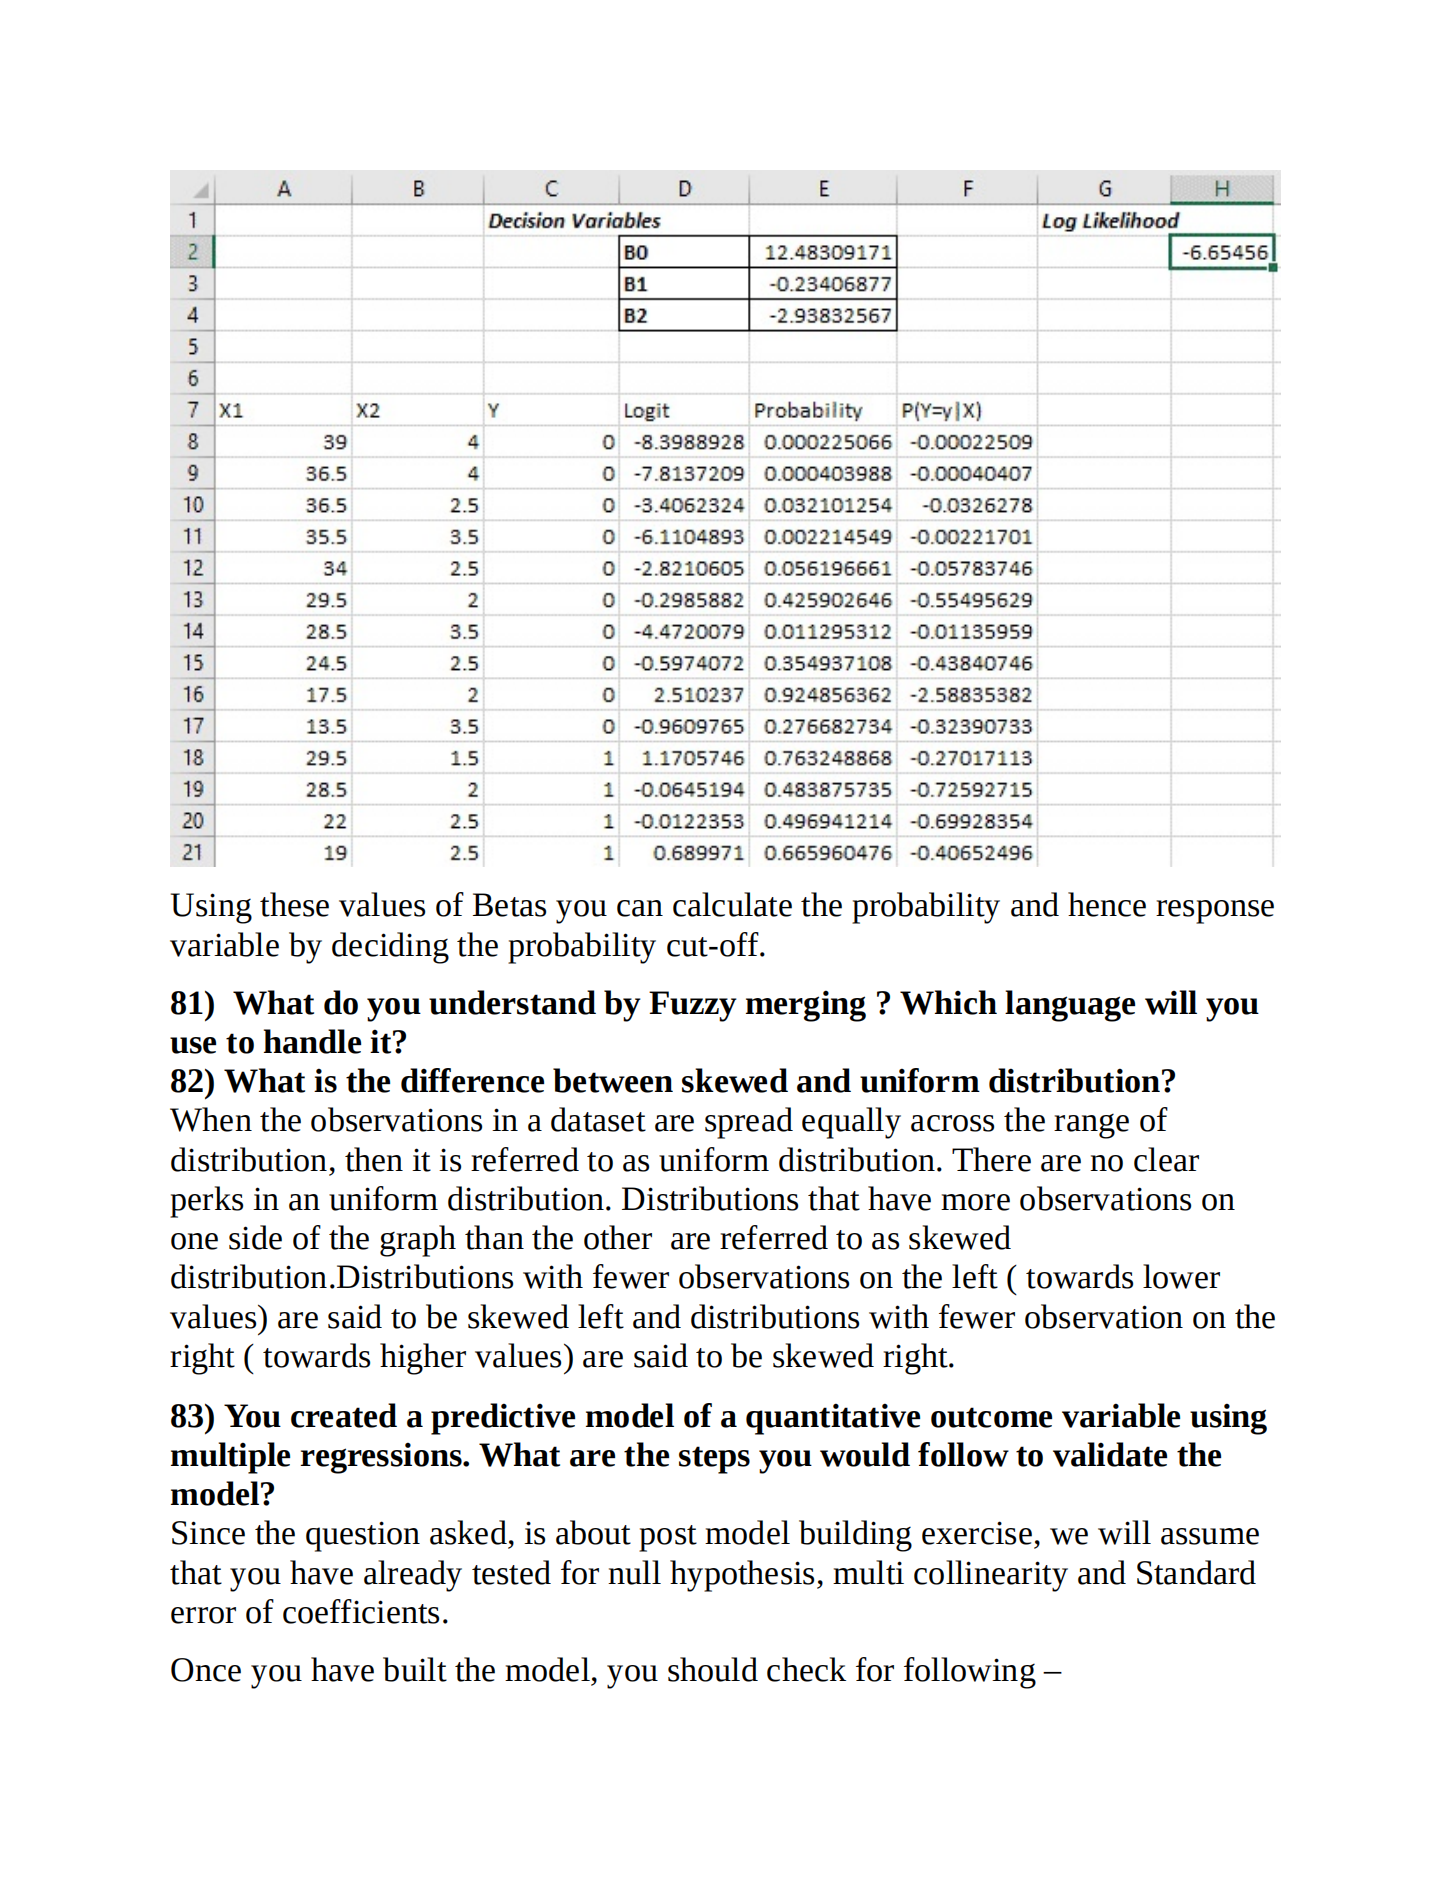 A B C D E F G H
1 Decision Variables Log Likelihood
2 B0 12.48309171 -6.65456
3 B1 -0.23406877
4 B2 -2.93832567
5
6
7 X1 X2 Y Logit Probability P(Y=y|X)
8 39 4 0 -8.3988928 0.000225066 -0.00022509
9 36.5 4 0 -7.8137209 0.000403988 -0.00040407
10 36.5 2.5 0 -3.4062324 0.032101254 -0.0326278
11 35.5 3.5 0 -6.1104893 0.002214549 -0.00221701
12 34 2.5 0 -2.8210605 0.056196661 -0.05783746
13 29.5 2 0 -0.2985882 0.425902646 -0.55495629
14 28.5 3.5 0 -4.4720079 0.011295312 -0.01135959
15 24.5 2.5 0 -0.5974072 0.354937108 -0.43840746
16 17.5 2 0 2.510237 0.924856362 -2.58835382
17 13.5 3.5 0 -0.9609765 0.276682734 -0.32390733
18 29.5 1.5 1 1.1705746 0.763248868 -0.27017113
19 28.5 2 1 -0.0645194 0.483875735 -0.72592715
20 22 2.5 1 -0.0122353 0.496941214 -0.69928354
21 19 2.5 1 0.689971 0.665960476 -0.40652496
Using these values of Betas you can calculate the probability and hence response
variable by deciding the probability cut-off.
81)  What do you understand by Fuzzy merging ? Which language will you
use to handle it?
82) What is the difference between skewed and uniform distribution?
When the observations in a dataset are spread equally across the range of
distribution, then it is referred to as uniform distribution. There are no clear
perks in an uniform distribution. Distributions that have more observations on
one side of the graph than the other  are referred to as skewed
distribution.Distributions with fewer observations on the left ( towards lower
values) are said to be skewed left and distributions with fewer observation on the
right ( towards higher values) are said to be skewed right.
83) You created a predictive model of a quantitative outcome variable using
multiple regressions. What are the steps you would follow to validate the
model?
Since the question asked, is about post model building exercise, we will assume
that you have already tested for null hypothesis, multi collinearity and Standard
error of coefficients.
Once you have built the model, you should check for following –